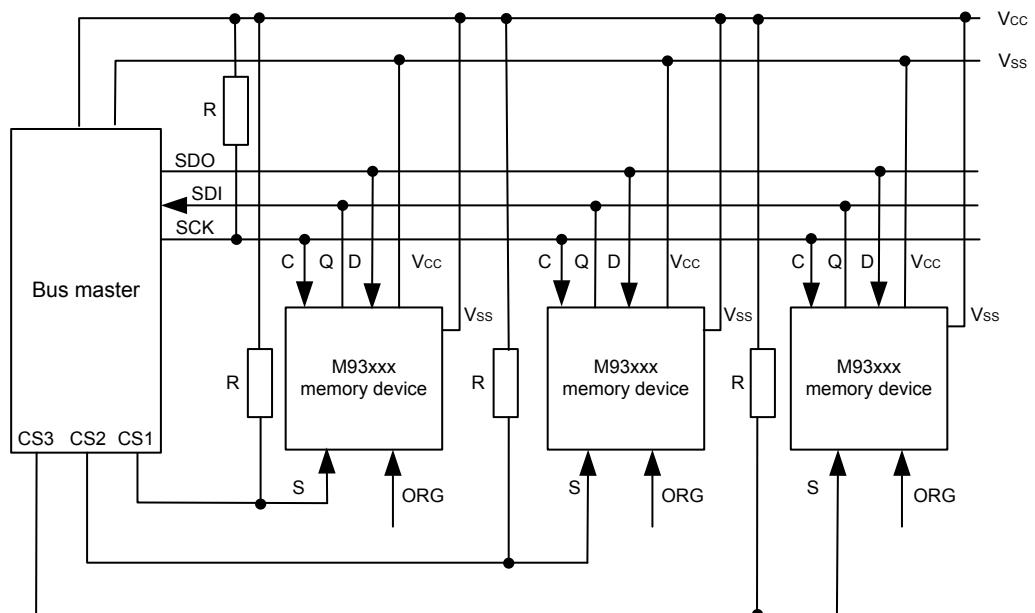 VCC
VSS
R
SDO
SDI
SCK
C Q D VCC
C Q D VCC
C Q D VCC
VSS
VSS
VSS
Bus master
R
M93xxx
memory device
R
M93xxx
memory device
R
M93xxx
memory device
CS3 CS2 CS1
S ORG
S ORG
S ORG